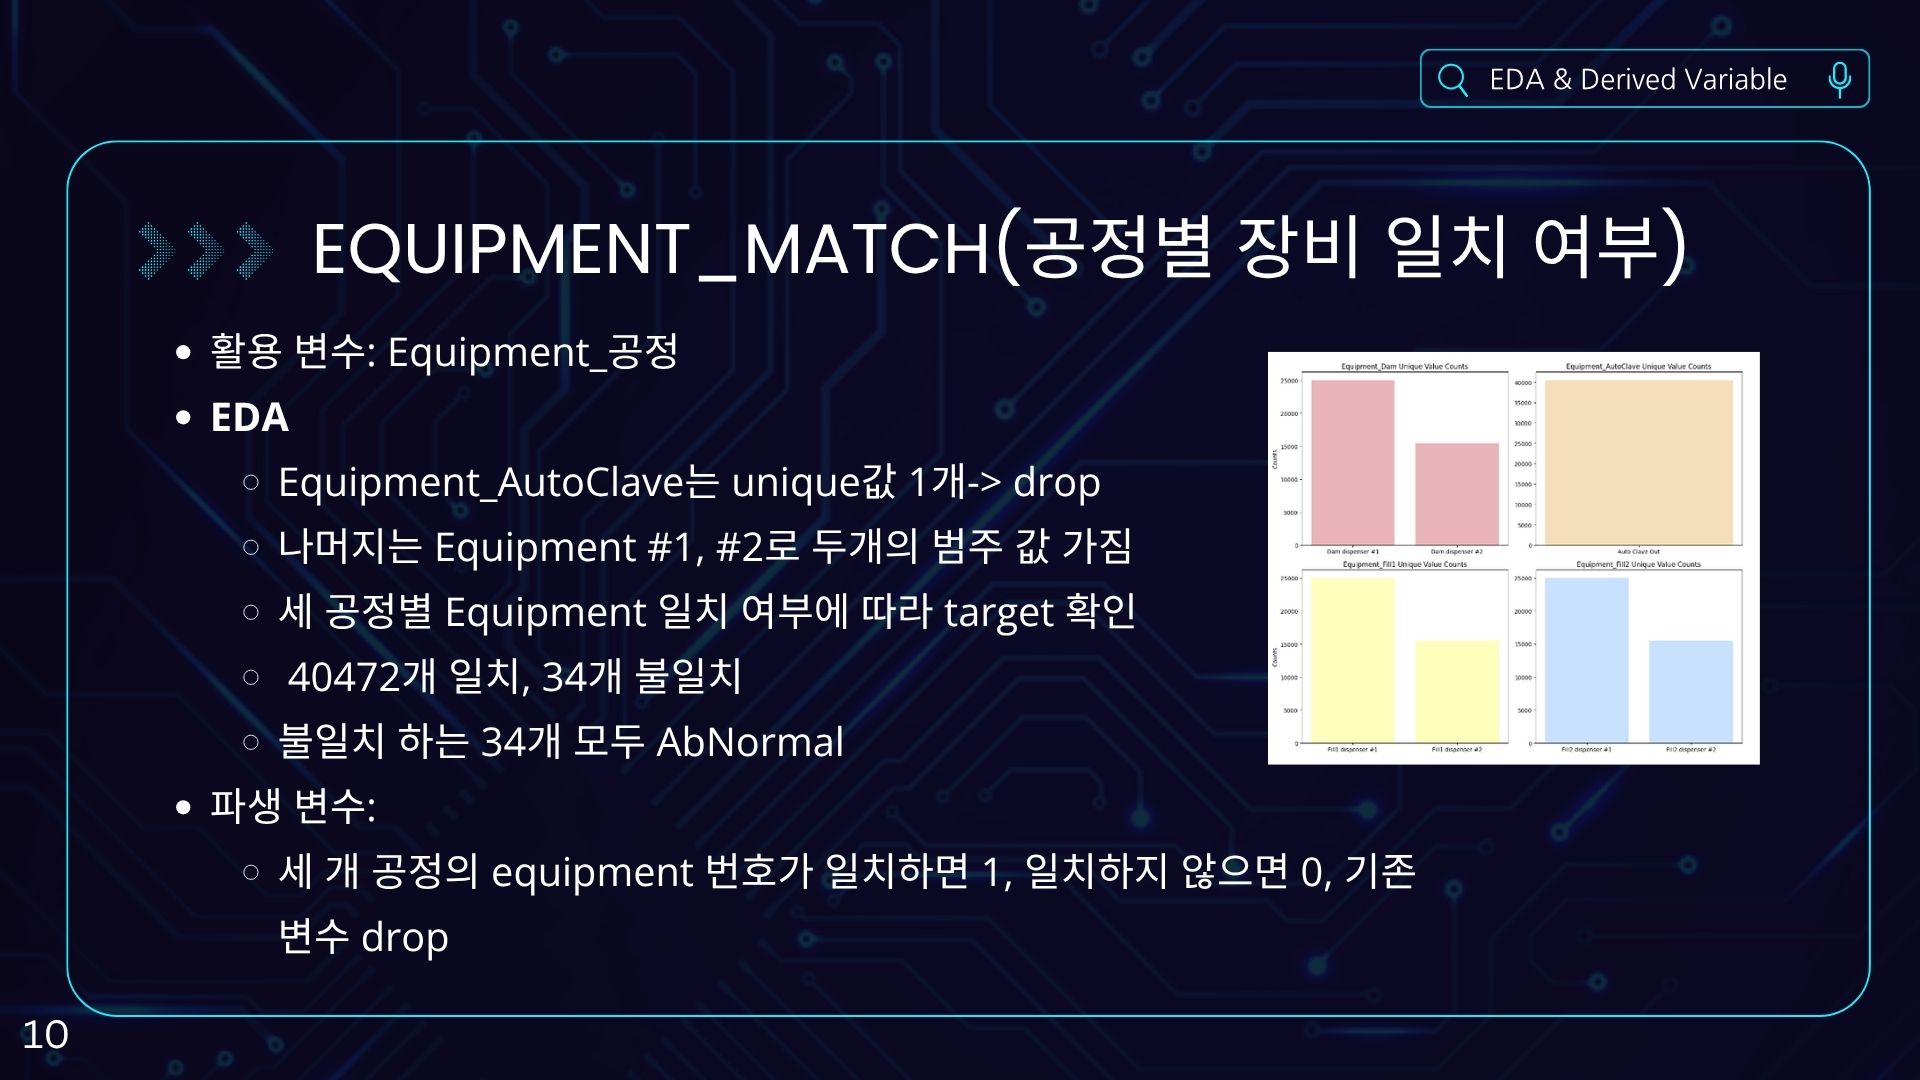 EDA & Derived Variable
EQUIPMENT_MATCH(공정별 장비 일치 여부)
활용 변수: Equipment_공정
EDA
Equipment_AutoClave는 unique값 1개-> drop
나머지는 Equipment #1, #2로 두개의 범주 값 가짐
세 공정별 Equipment 일치 여부에 따라 target 확인
40472개 일치, 34개 불일치
불일치 하는 34개 모두 AbNormal
파생 변수:
세 개 공정의 equipment 번호가 일치하면 1, 일치하지 않으면 0, 기존
변수 drop
Equipment_Dam Unique Value Counts
Counts
25000
20000
15000
10000
5000
0
Dam dispenser #1
Dam dispenser #2
Equipment_AutoClave Unique Value Counts
40000
35000
30000
25000
20000
15000
10000
5000
0
Auto Clave Out
Equipment_Fill1 Unique Value Counts
Counts
25000
20000
15000
10000
5000
0
Fill1 dispenser #1
Fill1 dispenser #2
Equipment_Fill2 Unique Value Counts
25000
20000
15000
10000
5000
0
Fill2 dispenser #1
Fill2 dispenser #2
10